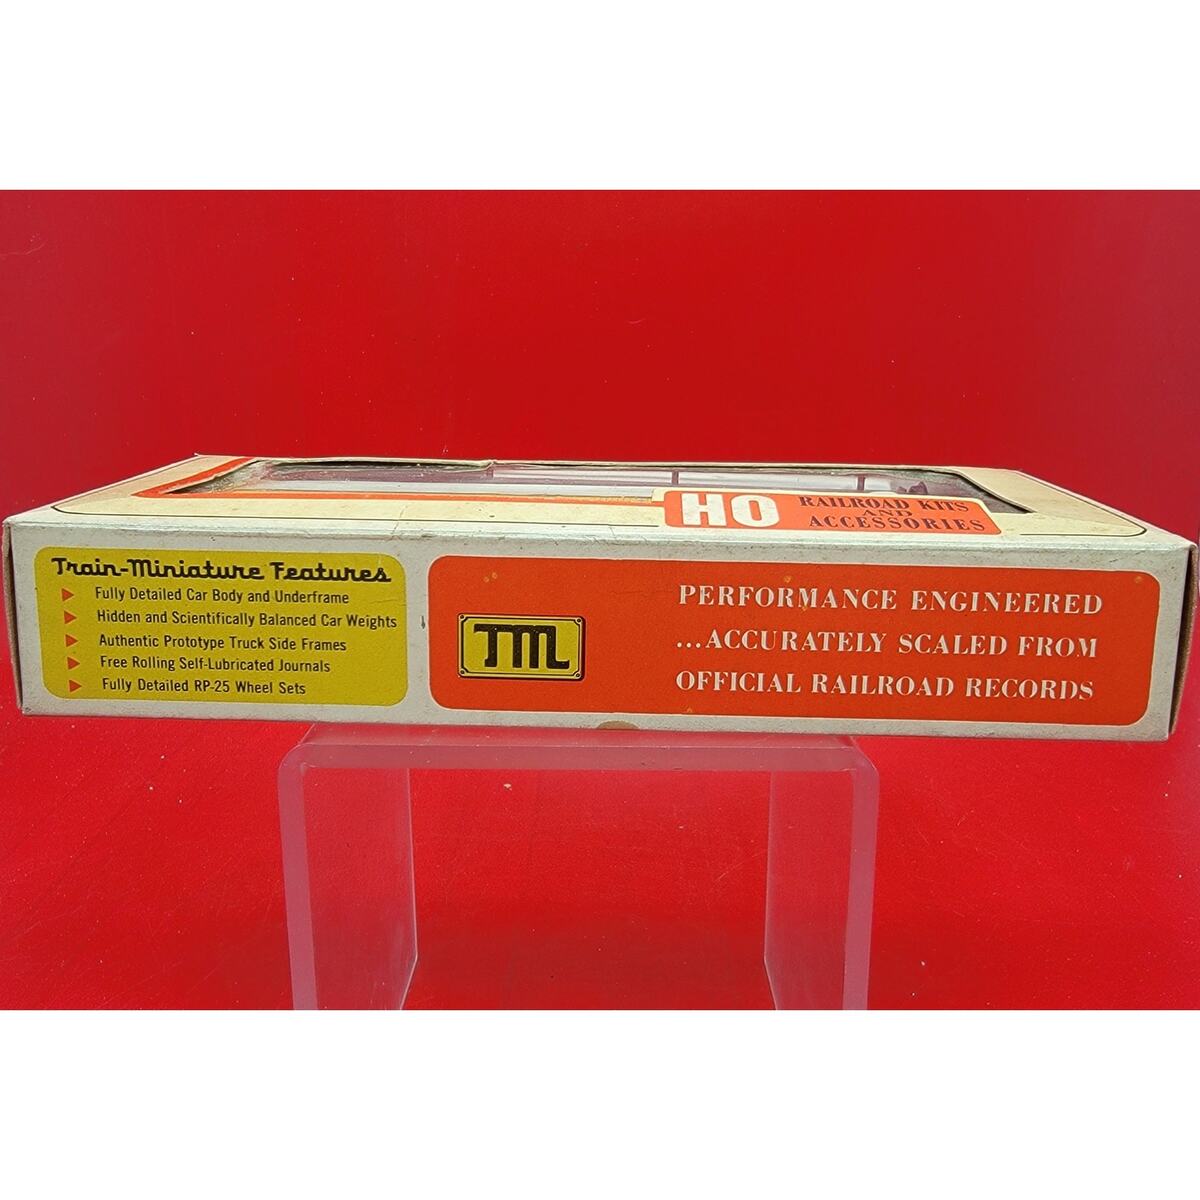 HO
RAILROAD KITS
AND
ACCESSORIES
Train-Miniature Features
Fully Detailed Car Body and Underframe
Hidden and Scientifically Balanced Car Weights
Authentic Prototype Truck Side Frames
Free Rolling Self-Lubricated Journals
Fully Detailed RP-25 Wheel Sets
TM
PERFORMANCE ENGINEERED
...ACCURATELY SCALED FROM
OFFICIAL RAILROAD RECORDS